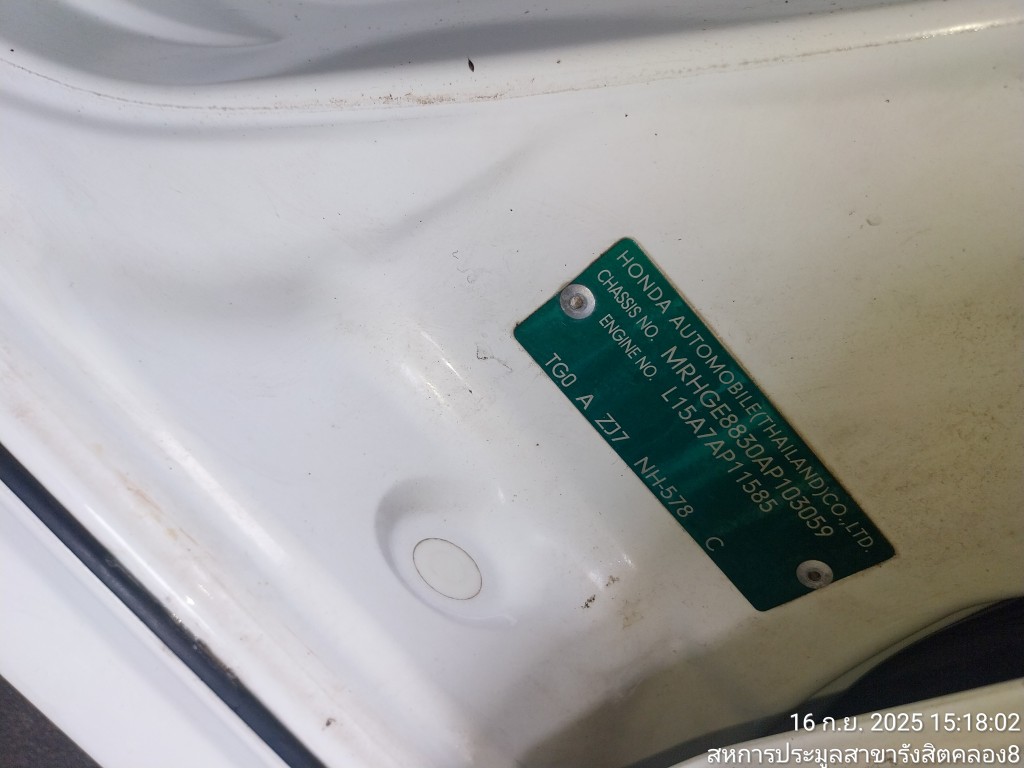 HONDA AUTOMOBILE(THAILAND)CO.,LTD.
CHASSIS NO. MRHGE8830AP103059
ENGINE NO. L15A7AP11585
TG0 A ZJ7 NH-578 C
16 ก.ย. 2025 15:18:02
สหการประมูลสาขารังสิตคลอง8